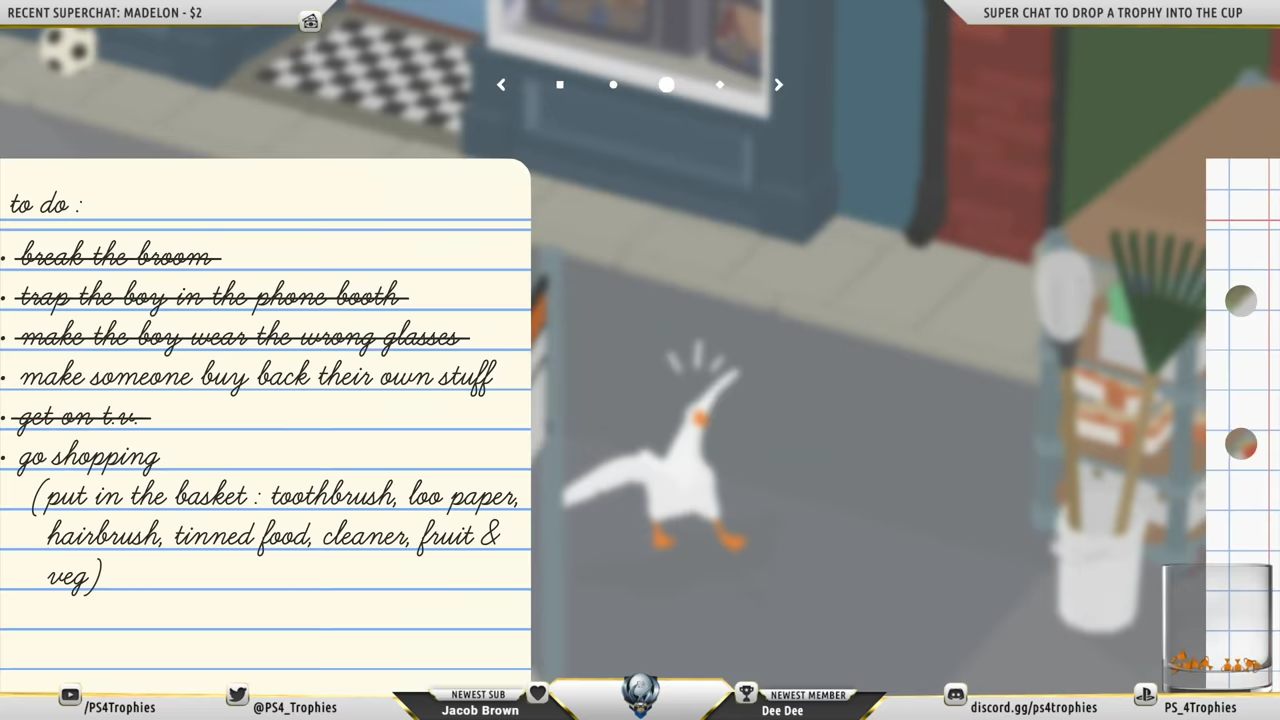 RECENT SUPERCHAT: MADELON - $2
SUPER CHAT TO DROP A TROPHY INTO THE CUP
to do :
• break the broom
• trap the boy in the phone booth
• make the boy wear the wrong glasses
• make someone buy back their own stuff
• get on t.v.
• go shopping
(put in the basket : toothbrush, loo paper,
hairbrush, tinned food, cleaner, fruit &
veg)
/PS4Trophies
@PS4_Trophies
NEWEST SUB
Jacob Brown
NEWEST MEMBER
Dee Dee
discord.gg/ps4trophies
PS_4Trophies